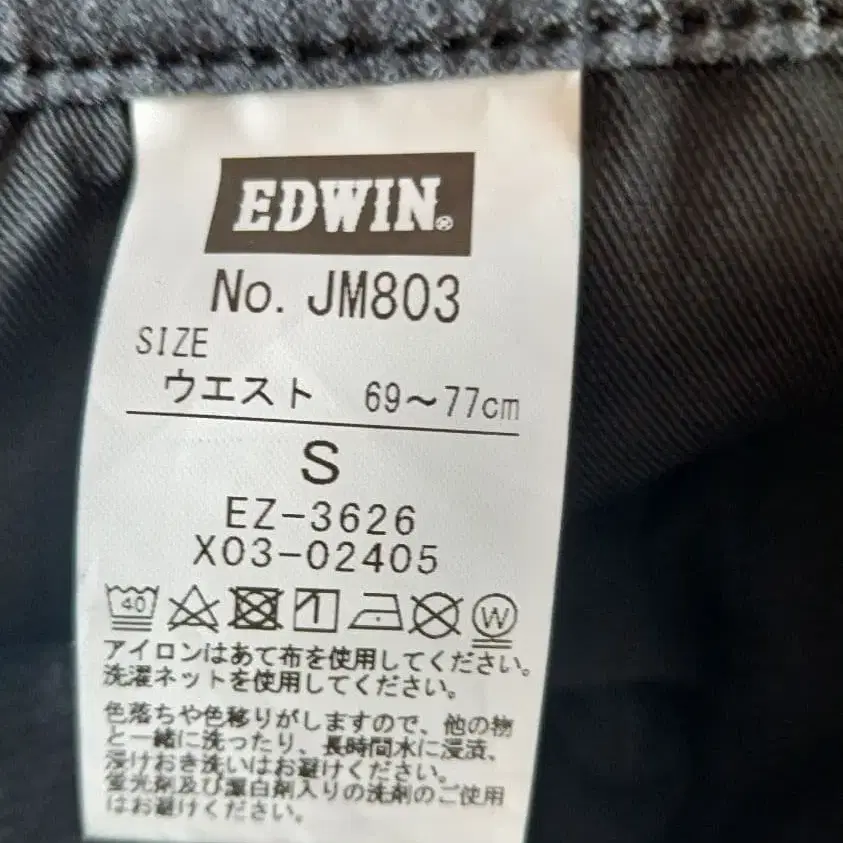 EDWIN®
No. JM803
SIZE
ウエスト 69〜77cm
S
EZ-3626
X03-02405
40 W
アイロンはあて布を使用してください。
洗濯ネットを使用してください。
色落ちや色移りがしますので、他の物
と一緒に洗ったり、長時間水に浸漬、
浸けおき洗いはお避けください。
蛍光剤及び漂白剤入りの洗剤のご使用
はお避けください。